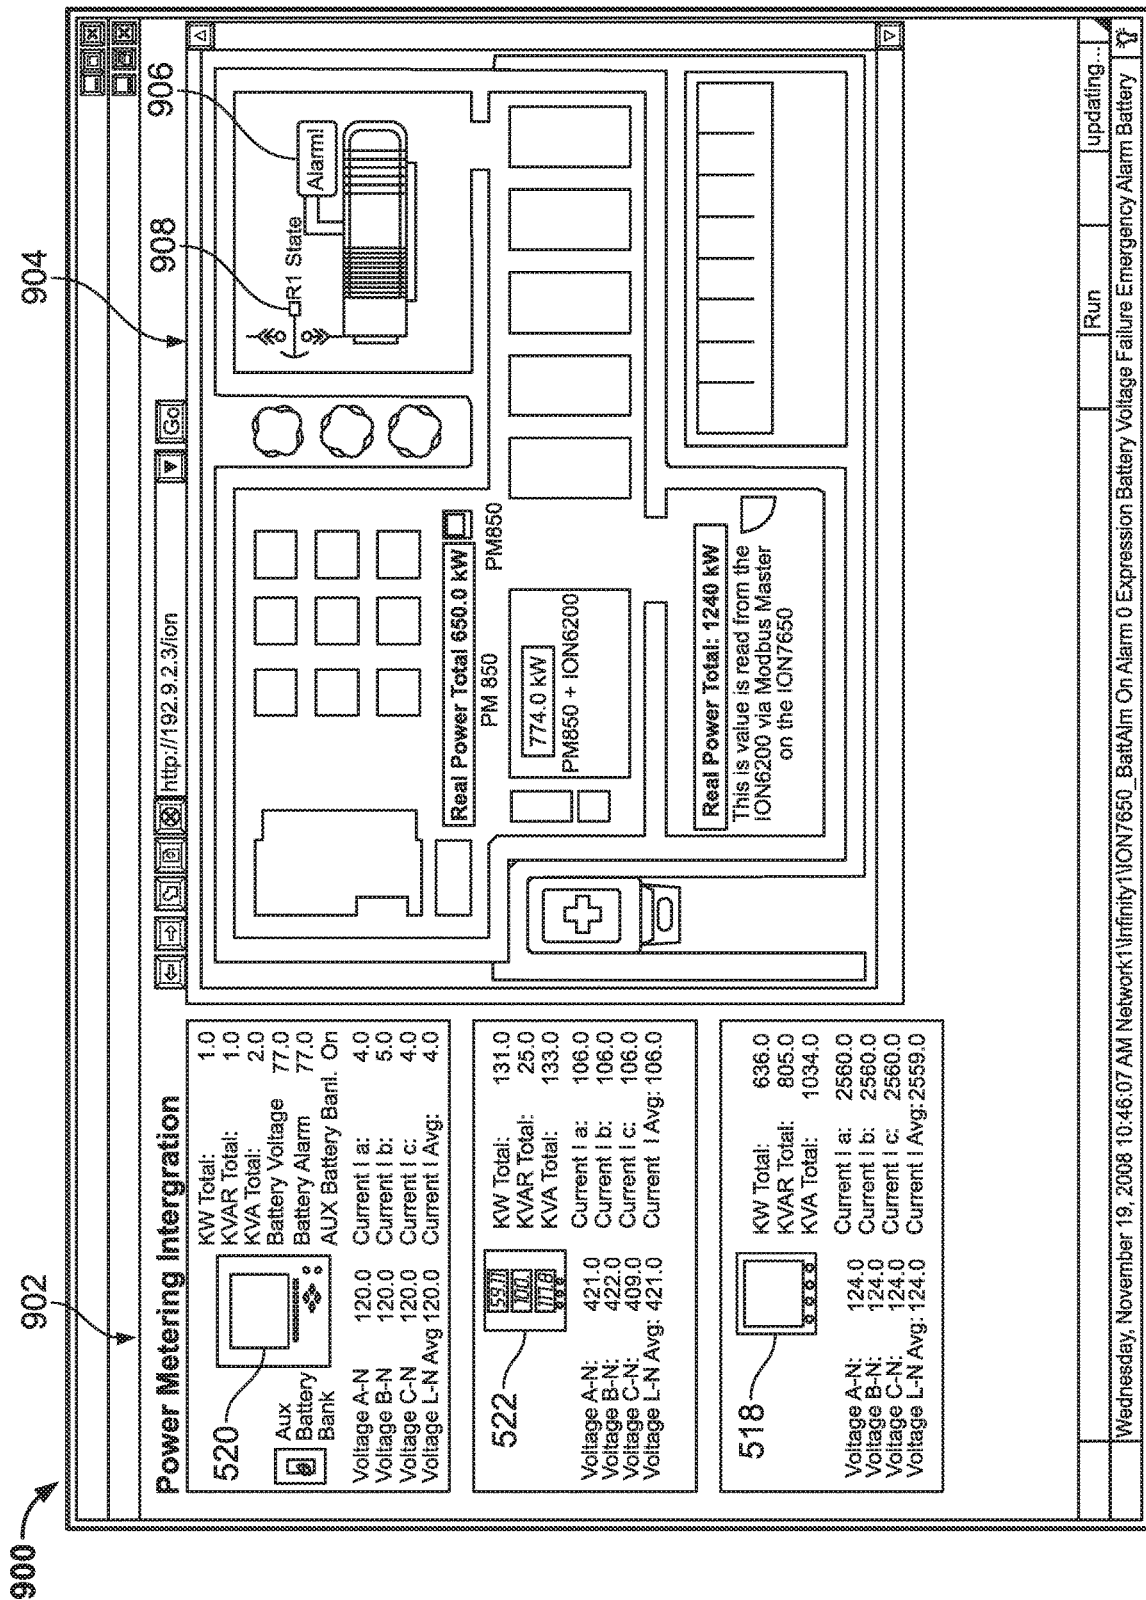 900
902
904
Power Metering Intergration
http://192.9.2.3/ion
Go
520
Aux
Battery
Bank
KW Total: 1.0
KVAR Total: 1.0
KVA Total: 2.0
Battery Voltage 77.0
Battery Alarm 77.0
AUX Battery Banl. On
Voltage A-N 120.0 Current I a: 4.0
Voltage B-N 120.0 Current I b: 5.0
Voltage C-N 120.0 Current I c: 4.0
Voltage L-N Avg 120.0 Current I Avg: 4.0
522
KW Total: 131.0
KVAR Total: 25.0
KVA Total: 133.0
Voltage A-N: 421.0 Current I a: 106.0
Voltage B-N: 422.0 Current I b: 106.0
Voltage C-N: 409.0 Current I c: 106.0
Voltage L-N Avg: 421.0 Current I Avg: 106.0
518
KW Total: 636.0
KVAR Total: 805.0
KVA Total: 1034.0
Voltage A-N: 124.0 Current I a: 2560.0
Voltage B-N: 124.0 Current I b: 2560.0
Voltage C-N: 124.0 Current I c: 2560.0
Voltage L-N Avg: 124.0 Current I Avg: 2559.0
908
906
R1 State
Alarm!
Real Power Total 650.0 kW
PM 850
PM850
774.0 kW
PM850 + ION6200
Real Power Total: 1240 kW
This is value is read from the
ION6200 via Modbus Master
on the ION7650
Run
updating...
Wednesday, November 19, 2008 10:46:07 AM Network1\Infinity1\ION7650_BattAlm On Alarm 0 Expression Battery Voltage Failure Emergency Alarm Battery